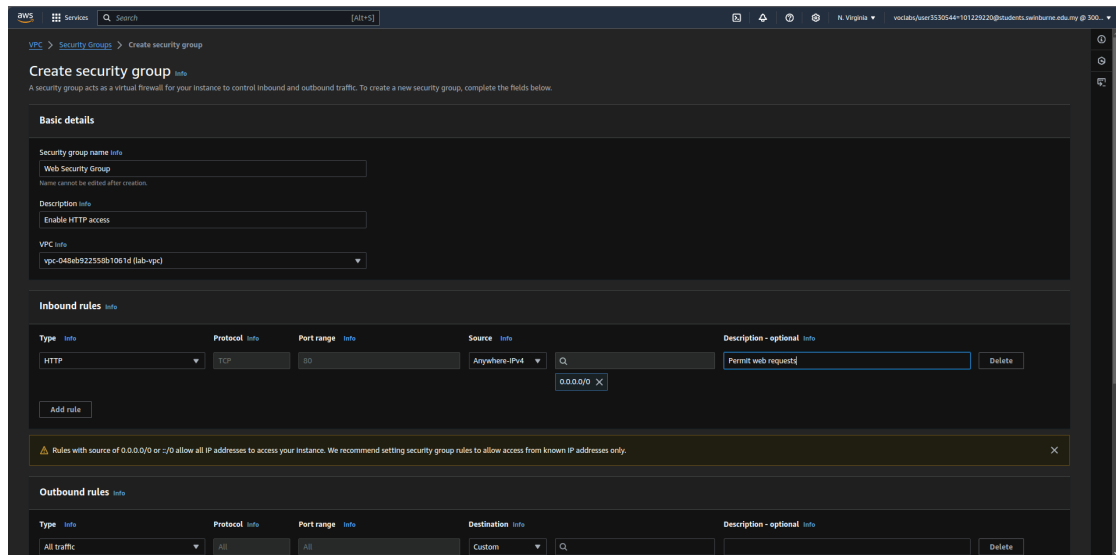 aws Services Search [Alt+S] N. Virginia voclabs/user3530544=101229220@students.swinburne.edu.my @ 300...
VPC > Security Groups > Create security group
Create security group Info
A security group acts as a virtual firewall for your instance to control inbound and outbound traffic. To create a new security group, complete the fields below.
Basic details
Security group name Info
Web Security Group
Name cannot be edited after creation.
Description Info
Enable HTTP access
VPC Info
vpc-048eb922558b1061d (lab-vpc)
Inbound rules Info
Type Info Protocol Info Port range Info Source Info Description - optional Info
HTTP TCP 80 Anywhere-IPv4 Permit web requests Delete
0.0.0.0/0
Add rule
Rules with source of 0.0.0.0/0 or ::/0 allow all IP addresses to access your instance. We recommend setting security group rules to allow access from known IP addresses only.
Outbound rules Info
Type Info Protocol Info Port range Info Destination Info Description - optional Info
All traffic All All Custom Delete